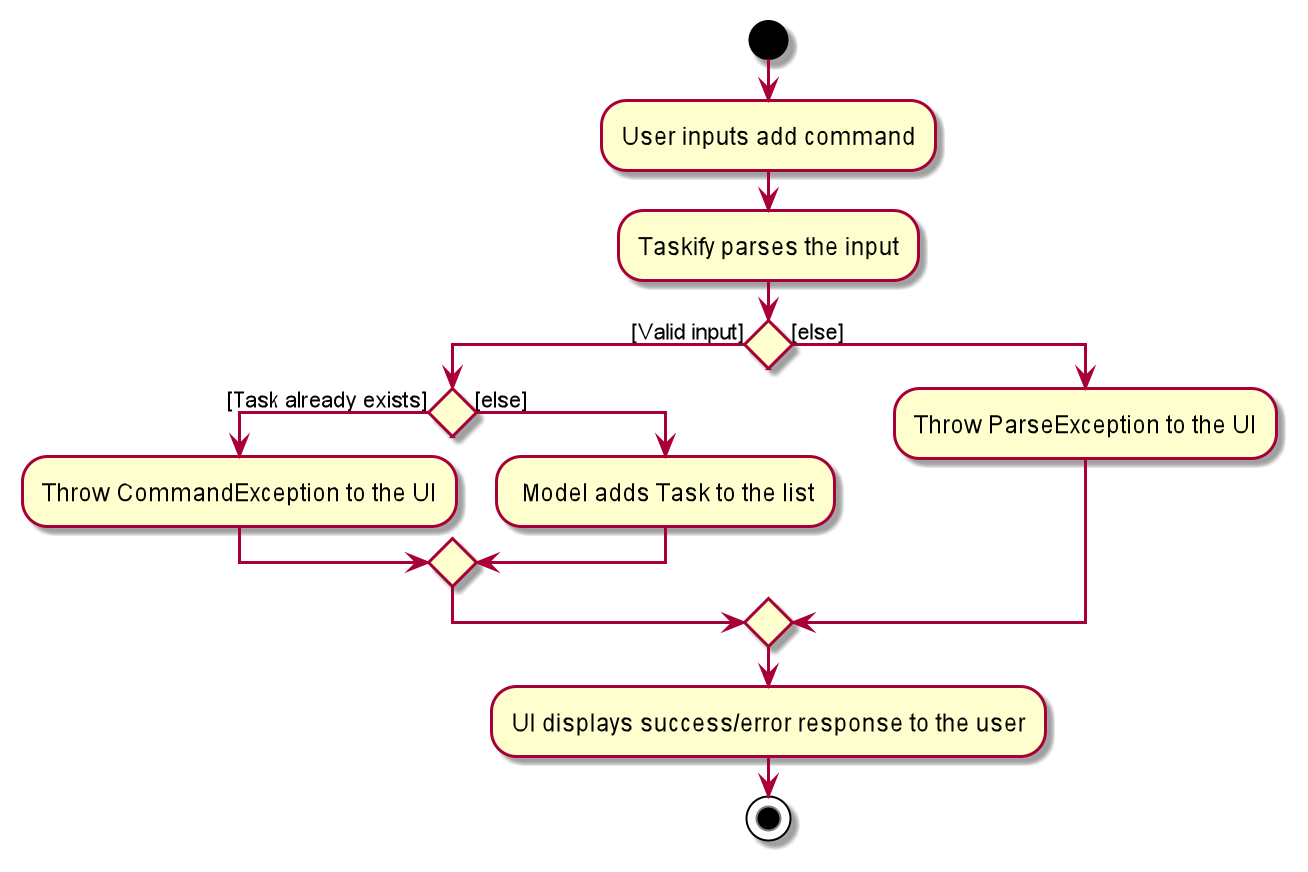 User inputs add command
Taskify parses the input
[Valid input]
[else]
[Task already exists]
[else]
Throw ParseException to the UI
Throw CommandException to the UI
Model adds Task to the list
UI displays success/error response to the user